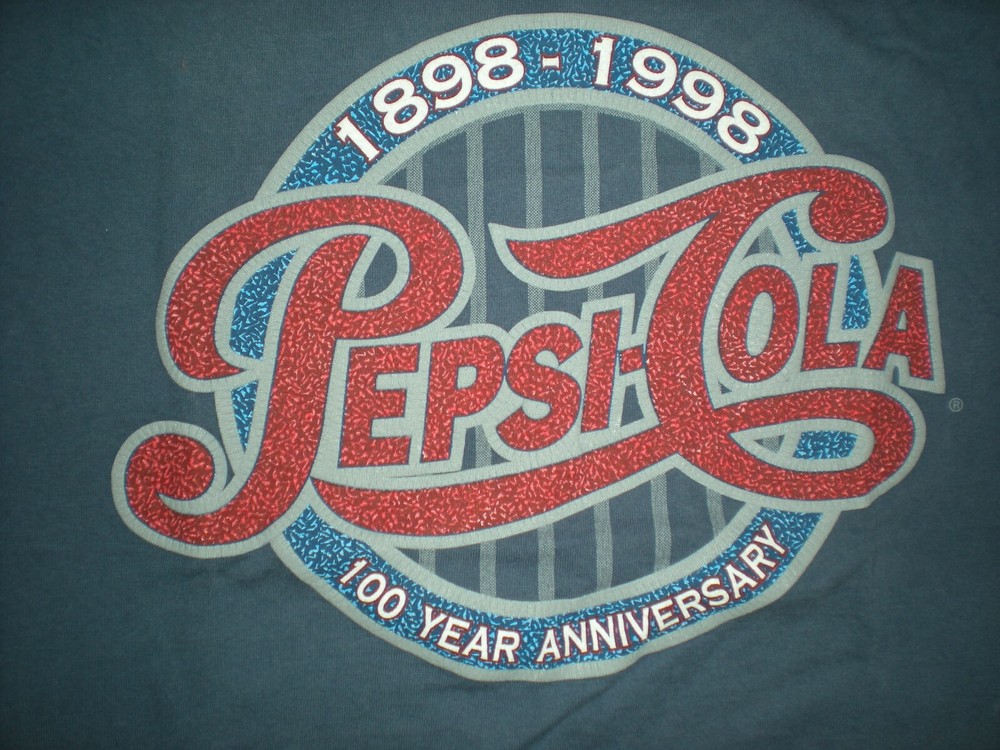 1898 - 1998
PEPSI-COLA
®
100 YEAR ANNIVERSARY